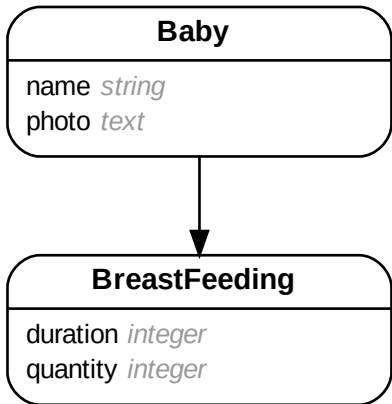 Baby
name string
photo text
BreastFeeding
duration integer
quantity integer